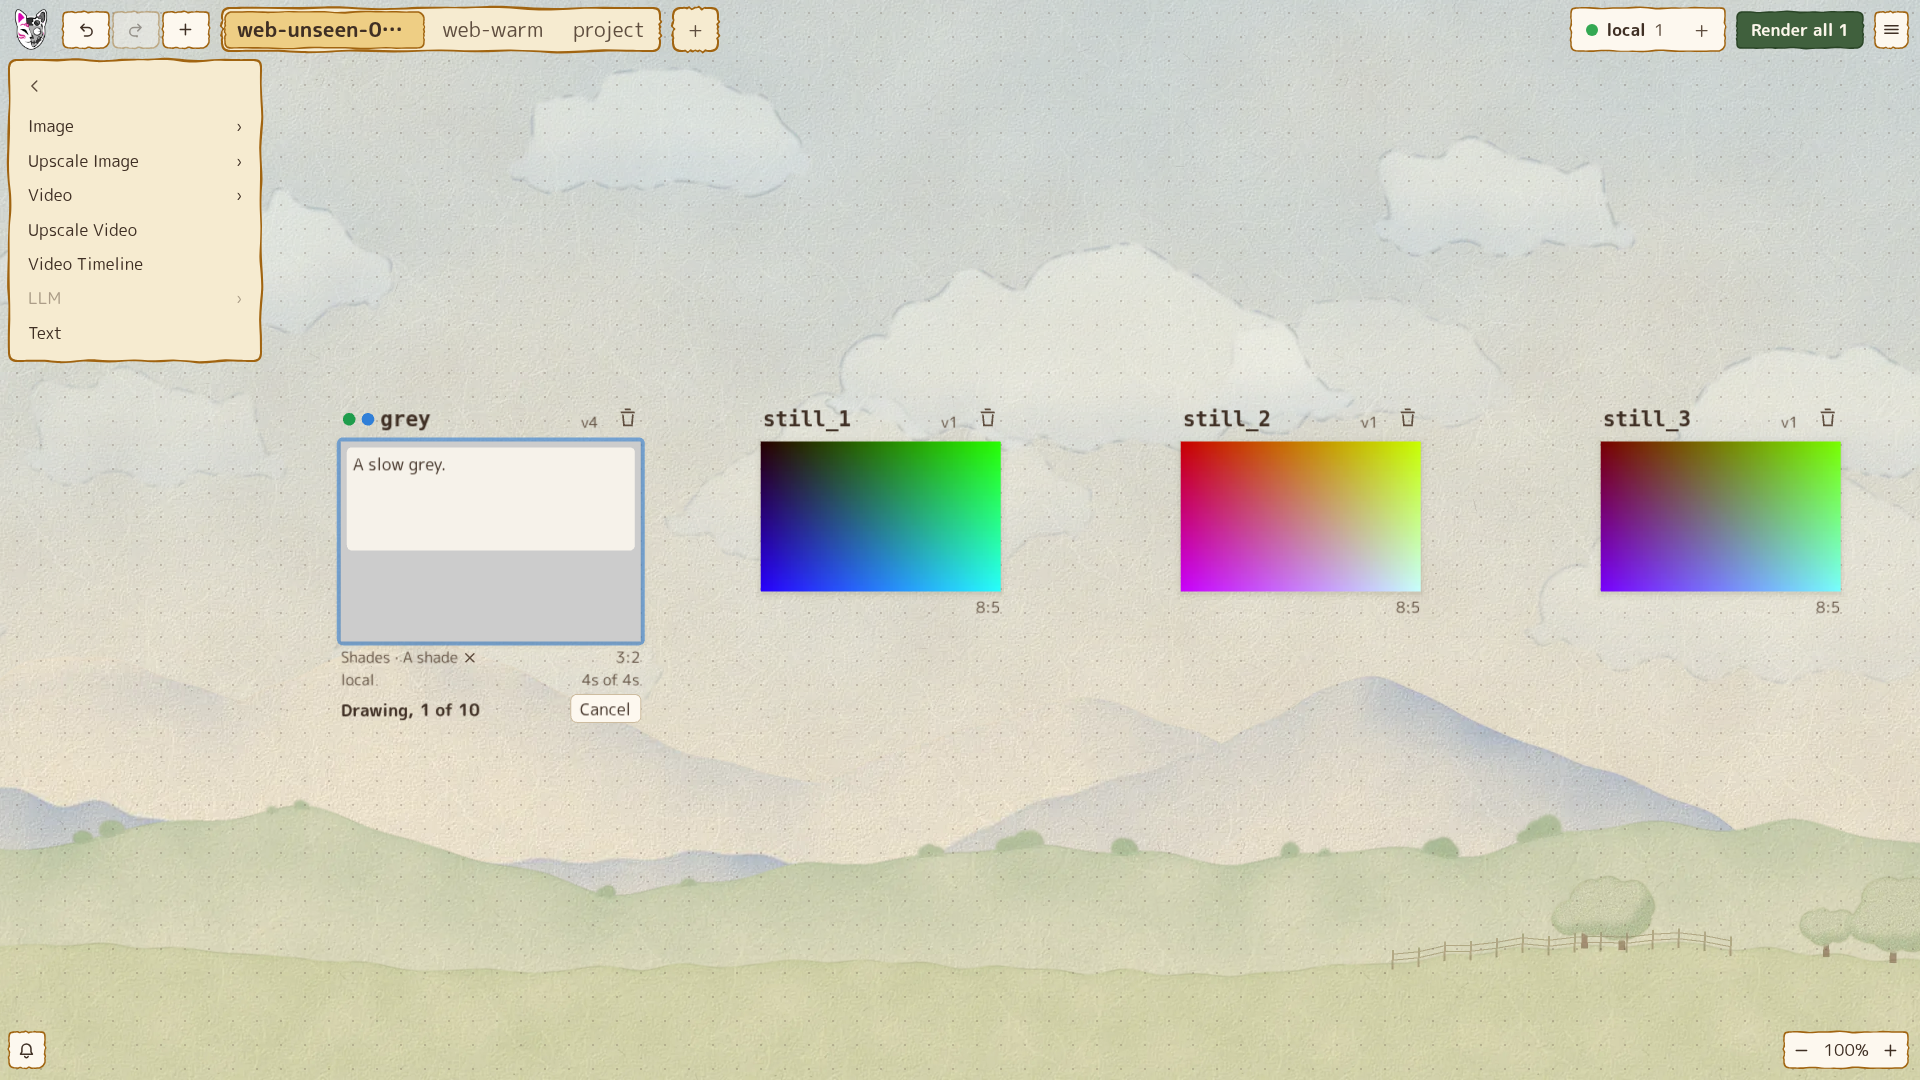 web-unseen-0···
web-warm
project
local 1
Render all 1
Image
Upscale Image
Video
Upscale Video
Video Timeline
LLM
Text
grey
v4
still_1
v1
still_2
v1
still_3
v1
A slow grey.
8:5
8:5
8:5
Shades · A shade
3:2
local
4s of 4s
Drawing, 1 of 10
Cancel
100%